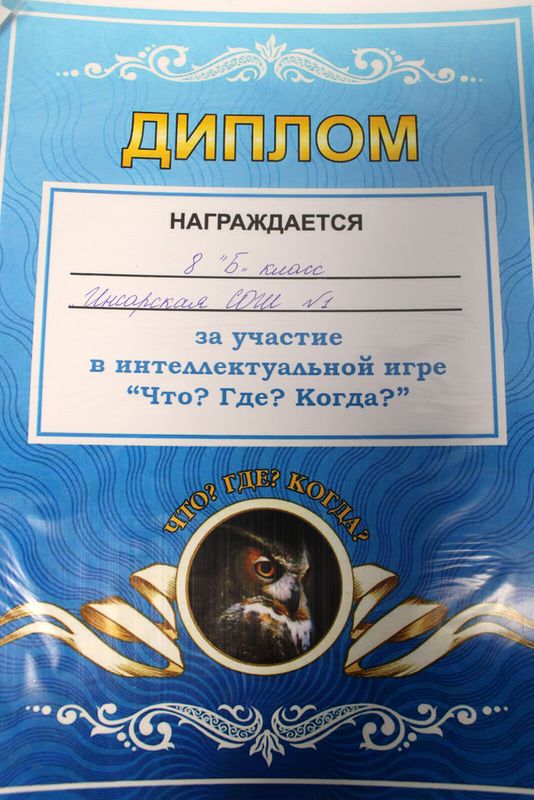 ДИПЛОМ
НАГРАЖДАЕТСЯ
8 "Б" класс
Инсарская СОШ №1
за участие
в интеллектуальной игре
“Что? Где? Когда?”
ЧТО? ГДЕ? КОГДА?